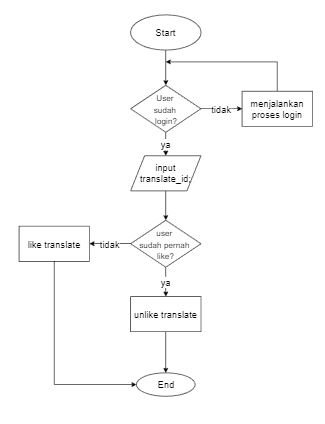 Start
User
sudah
login?
tidak
menjalankan
proses login
ya
input
translate_id;
user
sudah pernah
like?
tidak
like translate
ya
unlike translate
End